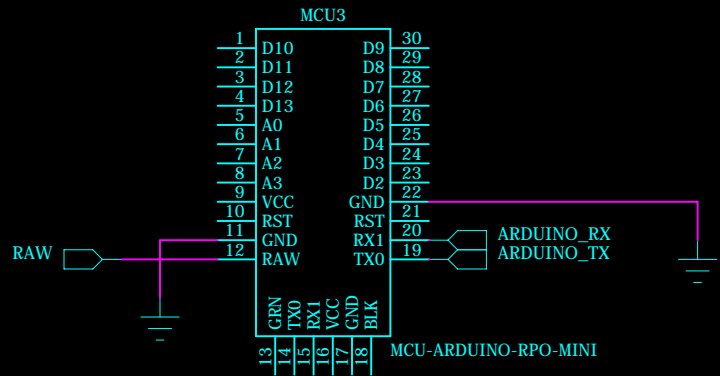 MCU3
1 D10 D9 30
2 D11 D8 29
3 D12 D7 28
4 D13 D6 27
5 A0 D5 26
6 A1 D4 25
7 A2 D3 24
8 A3 D2 23
9 VCC GND 22
10 RST RST 21
11 GND RX1 20 ARDUINO_RX
RAW 12 RAW TX0 19 ARDUINO_TX
GRN TX0 RX1 VCC GND BLK
13 14 15 16 17 18
MCU-ARDUINO-RPO-MINI